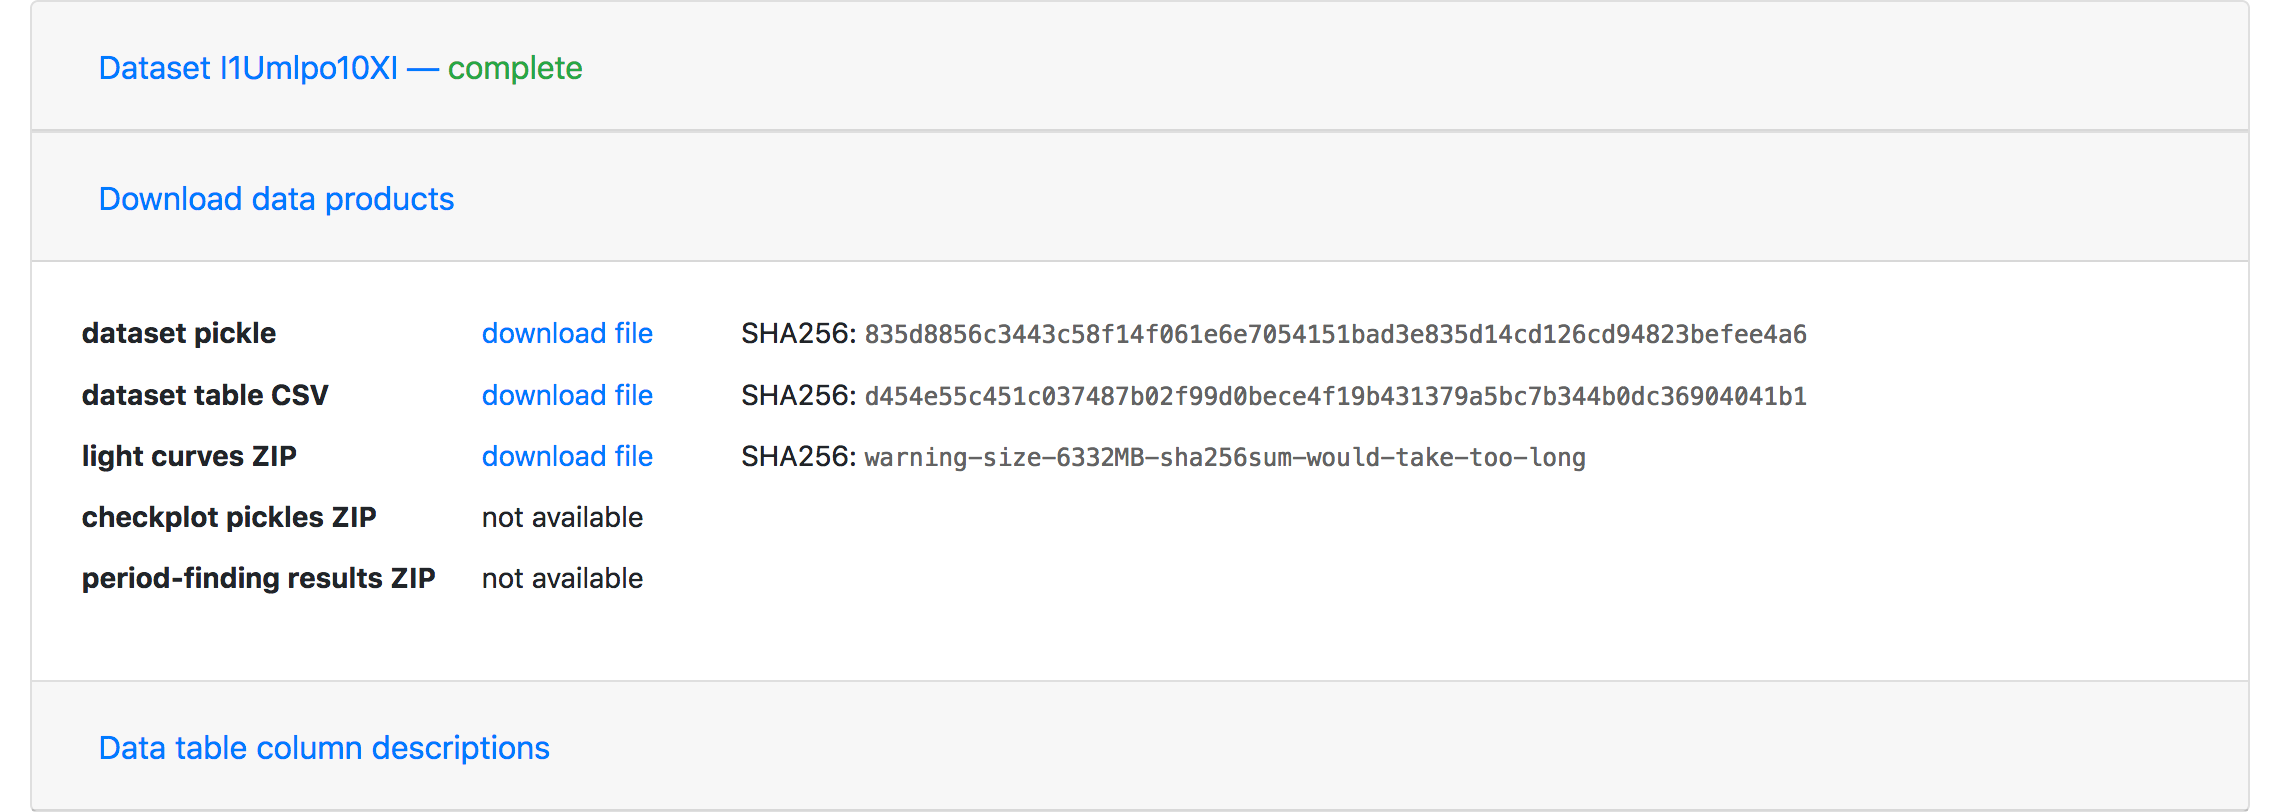 Dataset I1Umlpo10XI — complete
Download data products
dataset pickle download file SHA256: 835d8856c3443c58f14f061e6e7054151bad3e835d14cd126cd94823befee4a6
dataset table CSV download file SHA256: d454e55c451c037487b02f99d0bece4f19b431379a5bc7b344b0dc36904041b1
light curves ZIP download file SHA256: warning-size-6332MB-sha256sum-would-take-too-long
checkplot pickles ZIP not available
period-finding results ZIP not available
Data table column descriptions